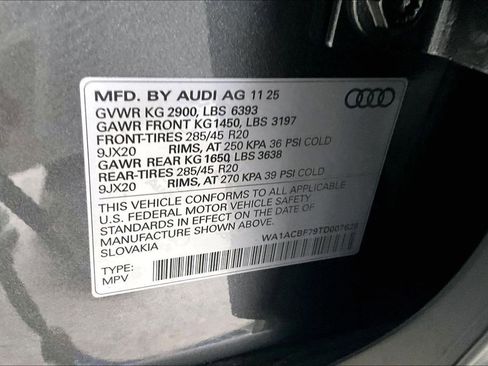 MFD. BY AUDI AG 11 25
GVWR KG 2900, LBS 6393
GAWR FRONT KG1450, LBS 3197
FRONT-TIRES 285/45 R20
9JX20 RIMS, AT 250 KPA 36 PSI COLD
GAWR REAR KG 1650, LBS 3638
REAR-TIRES 285/45 R20
9JX20 RIMS, AT 270 KPA 39 PSI COLD
THIS VEHICLE CONFORMS TO ALL APPLICABLE
U.S. FEDERAL MOTOR VEHICLE SAFETY
STANDARDS IN EFFECT ON THE DATE OF
MANUFACTURE SHOWN ABOVE.
SLOVAKIA
WA1ACBF79TD007628
TYPE:
MPV